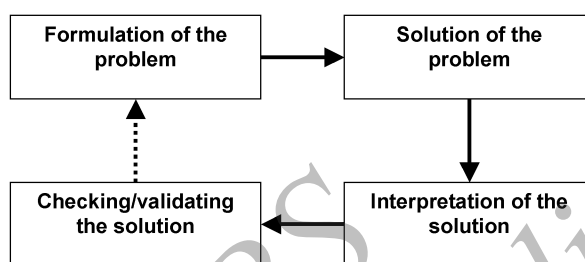 Formulation of the
problem
Solution of the
problem
Checking/validating
the solution
Interpretation of the
solution